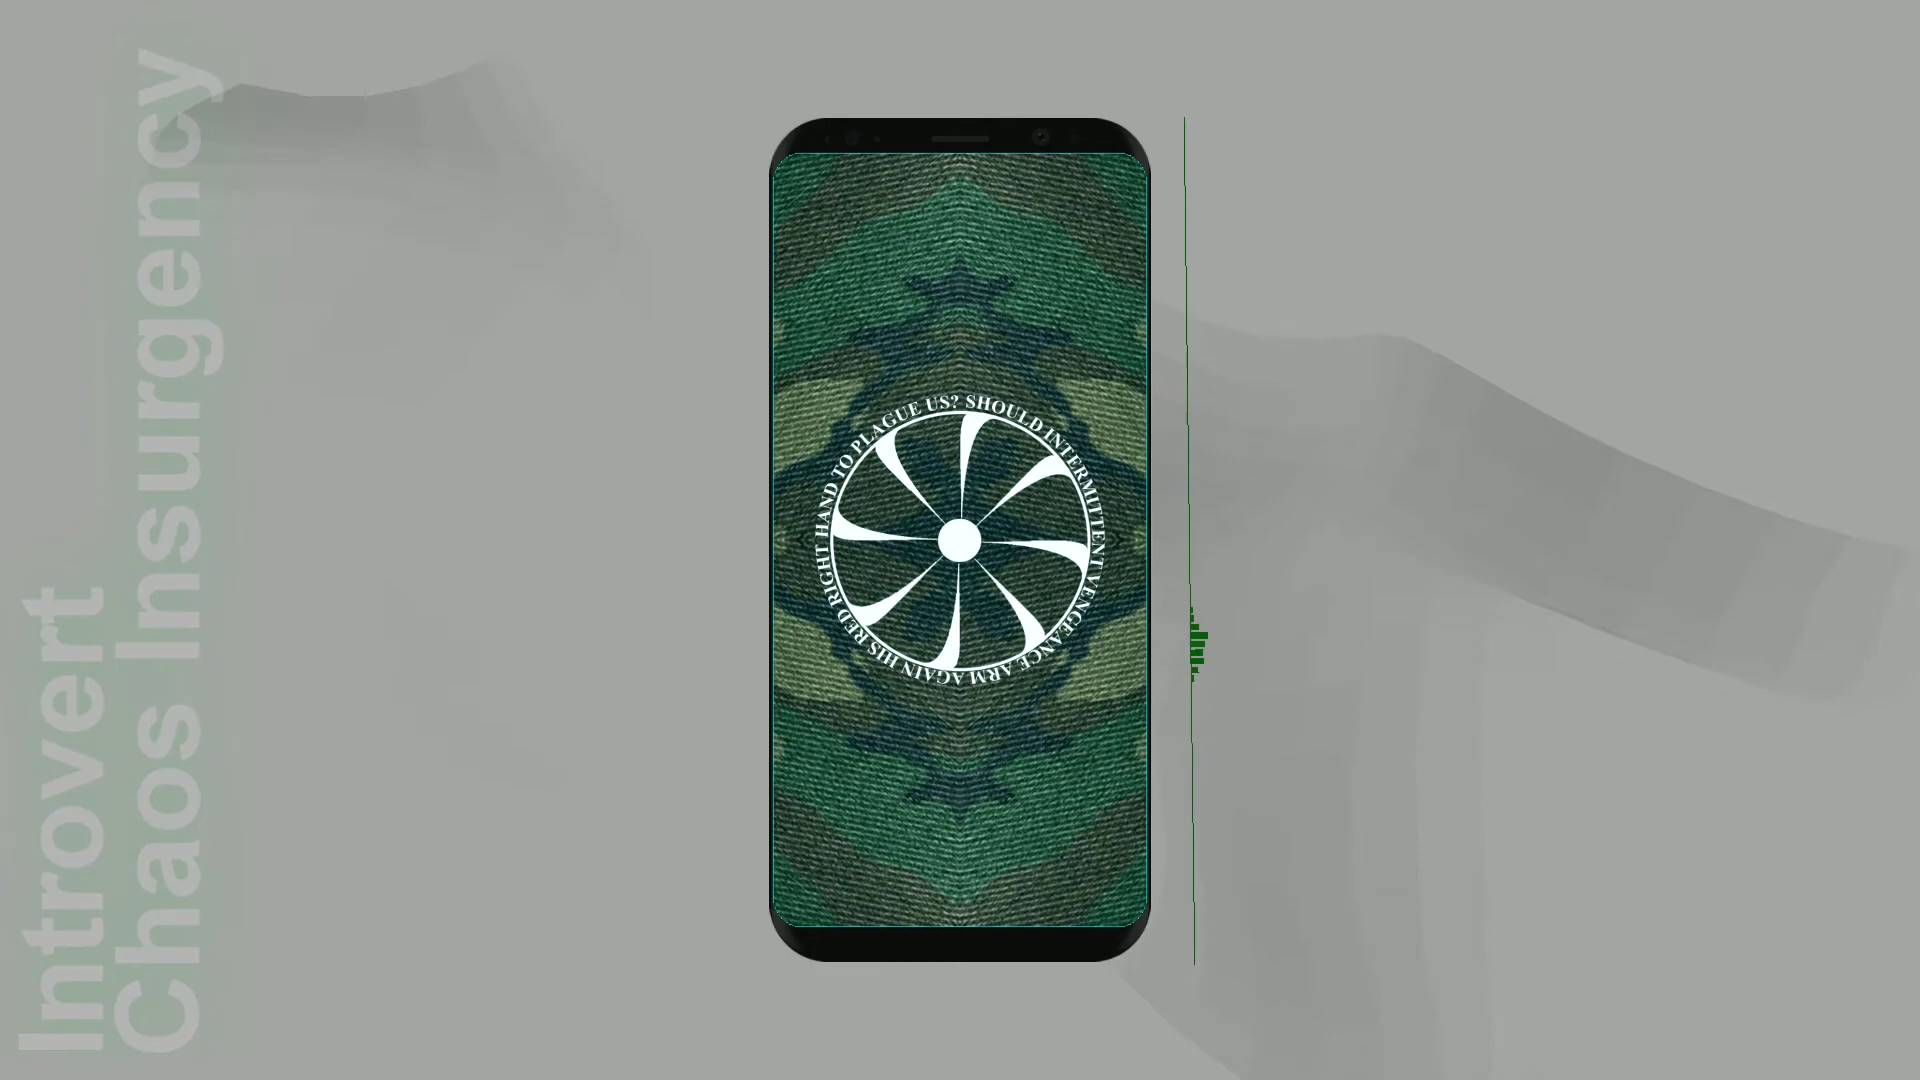 Introvert
Chaos Insurgency
SHOULD INTERMITTENT VENGEANCE ARM AGAIN HIS RED RIGHT HAND TO PLAGUE US?